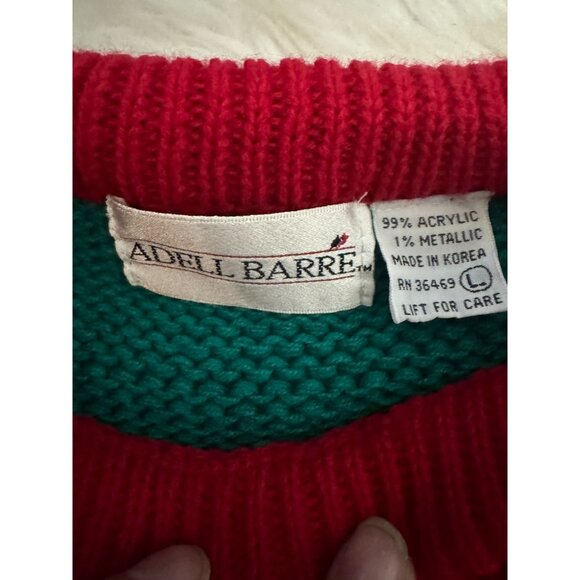 ADELL BARRE™
99% ACRYLIC
1% METALLIC
MADE IN KOREA
RN 36469 L
LIFT FOR CARE